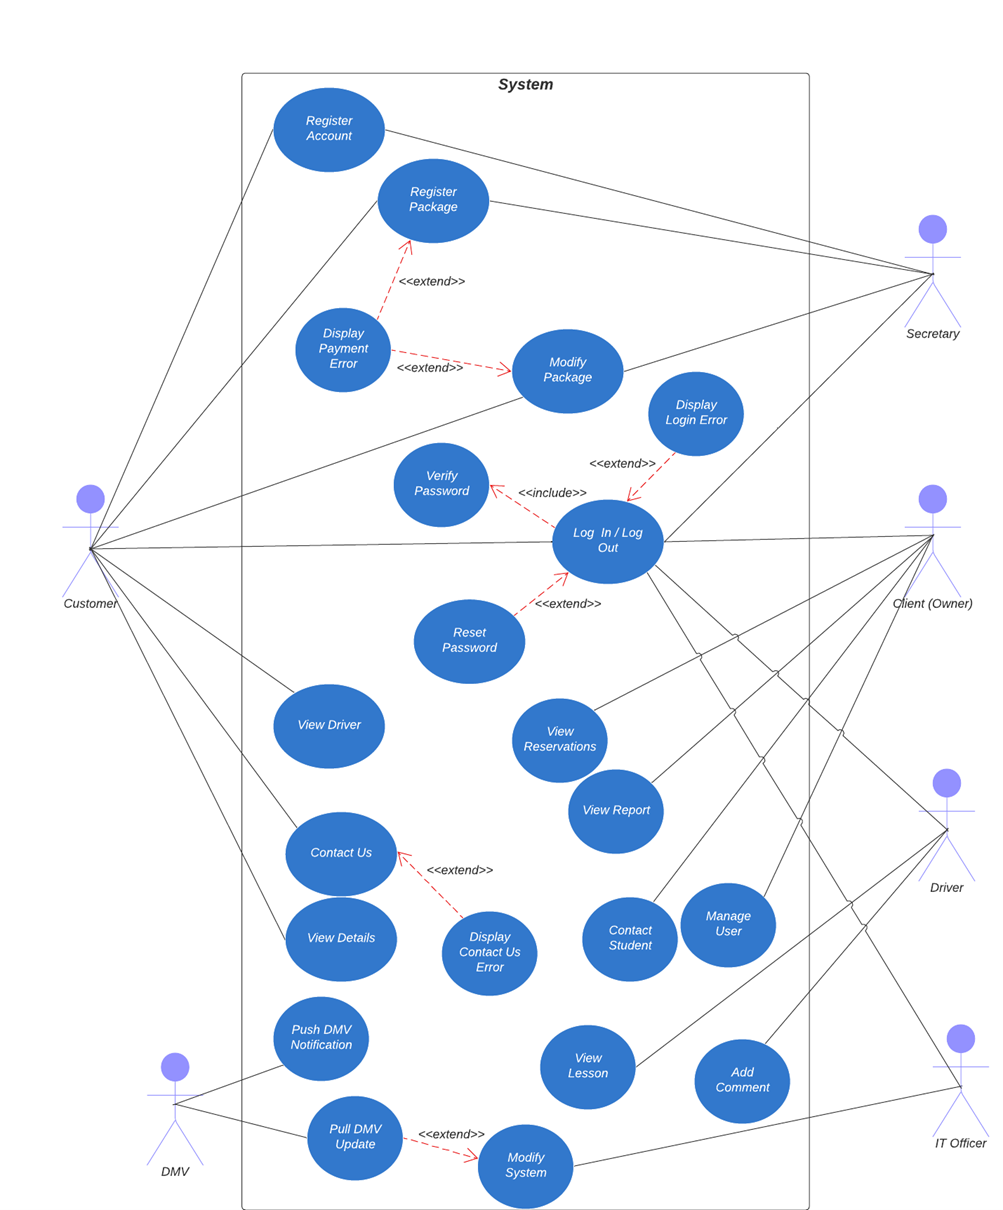 System
Register
Account
Register
Package
<<extend>>
Secretary
Display
Payment
Error
<<extend>>
Modify
Package
Display
Login Error
<<extend>>
Verify
Password
<<include>>
Log  In / Log
Out
Customer
Client (Owner)
<<extend>>
Reset
Password
View Driver
View
Reservations
View Report
Contact Us
<<extend>>
Driver
View Details
Display
Contact Us
Error
Contact
Student
Manage
User
Push DMV
Notification
View
Lesson
Add
Comment
Pull DMV
Update
<<extend>>
Modify
System
IT Officer
DMV